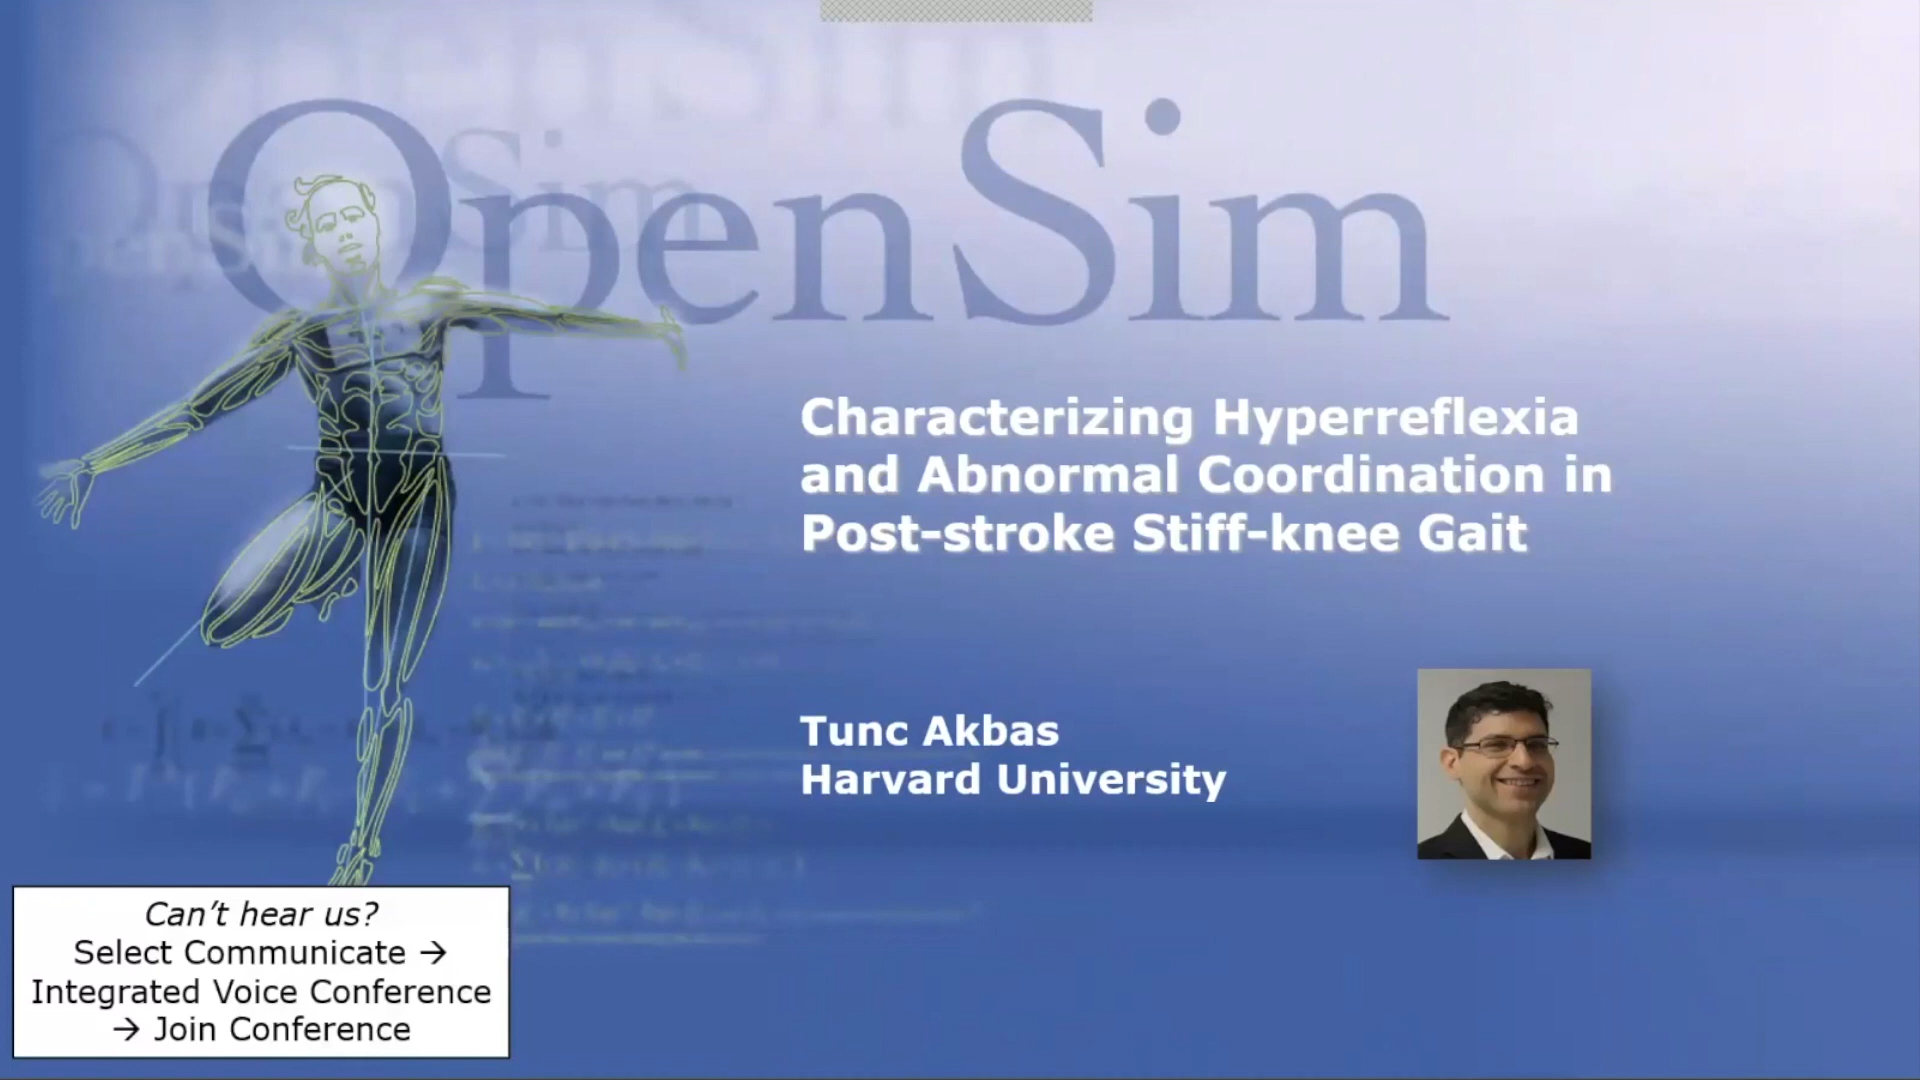 OpenSim
Characterizing Hyperreflexia
and Abnormal Coordination in
Post-stroke Stiff-knee Gait
Tunc Akbas
Harvard University
Can't hear us?
Select Communicate →
Integrated Voice Conference
→ Join Conference